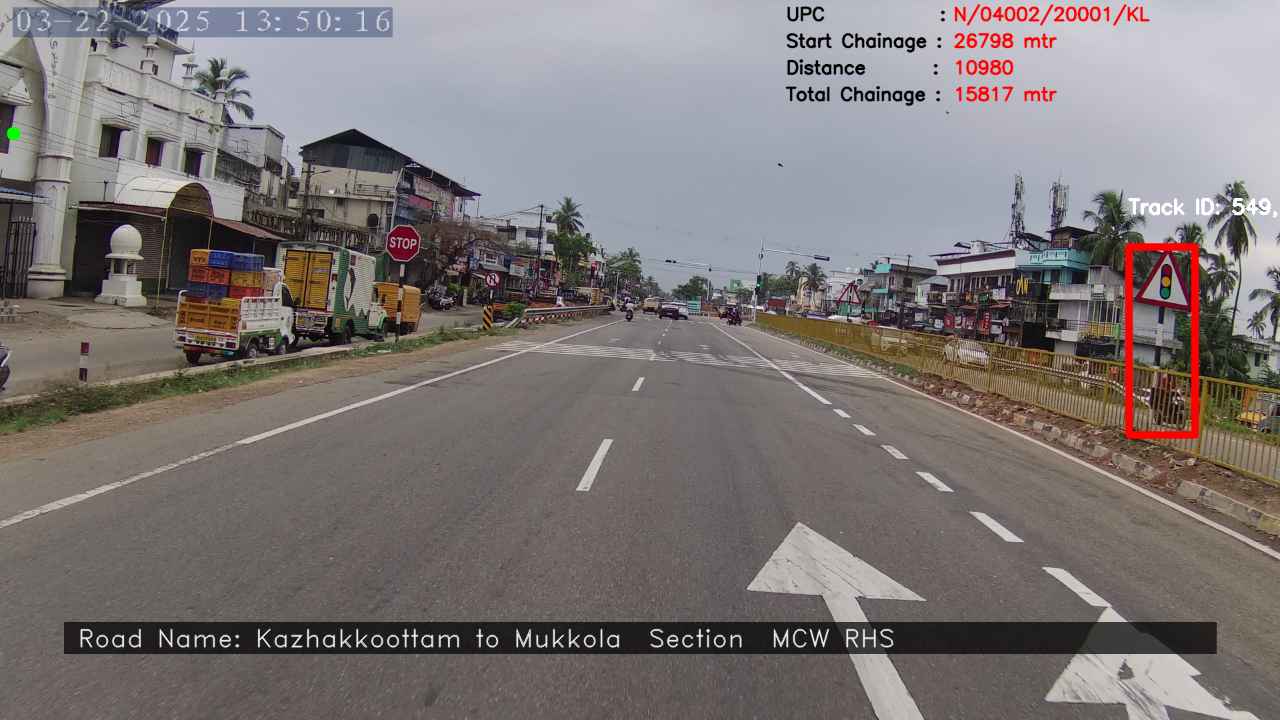 03-22-2025 13:50:16
UPC : N/04002/20001/KL
Start Chainage : 26798 mtr
Distance : 10980
Total Chainage : 15817 mtr
Track ID: 549,
STOP
Road Name: Kazhakkoottam to Mukkola Section MCW RHS